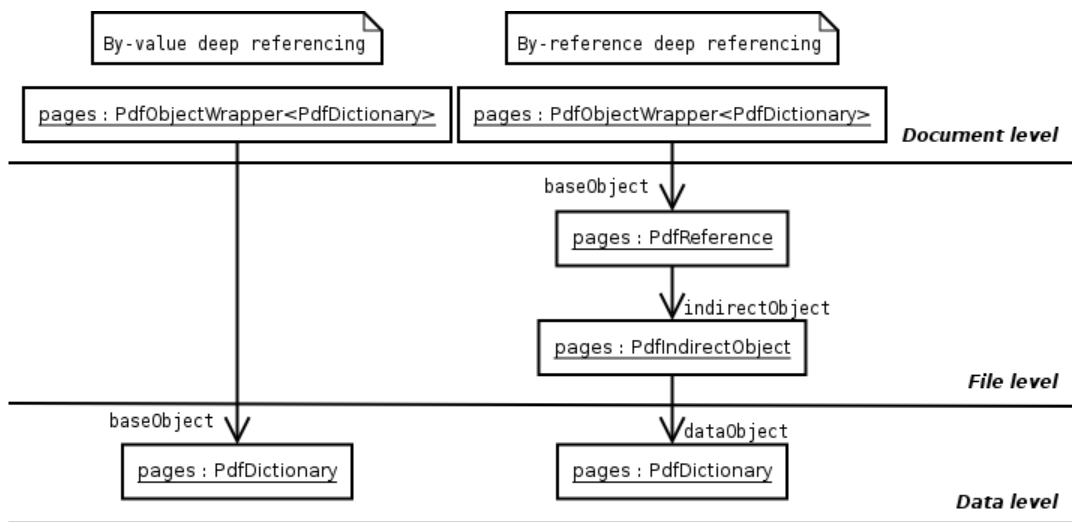 By-value deep referencing
By-reference deep referencing
pages : PdfObjectWrapper<PdfDictionary>
pages : PdfObjectWrapper<PdfDictionary>
Document level
baseObject
pages : PdfReference
indirectObject
pages : PdfIndirectObject
File level
baseObject
dataObject
pages : PdfDictionary
pages : PdfDictionary
Data level